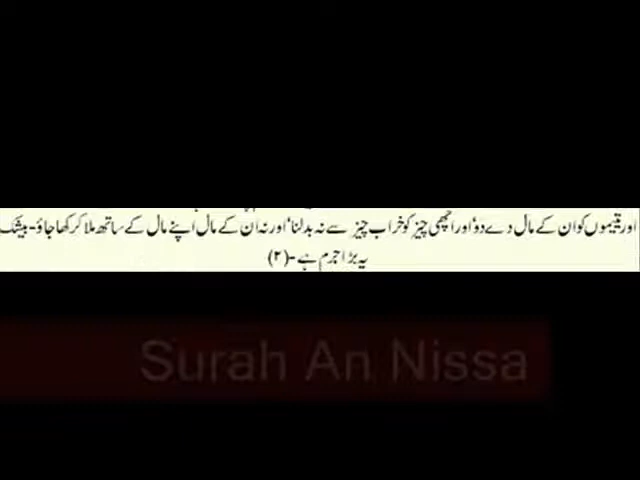 اور یتیموں کو ان کے مال دے دو‘ اور اچھی چیز کو خراب چیز سے نہ بدلنا‘ اور نہ ان کے مال اپنے مال کے ساتھ ملا کر کھا جاؤ۔ بیشک
یہ بڑا جرم ہے۔ (۲)
Surah An Nissa